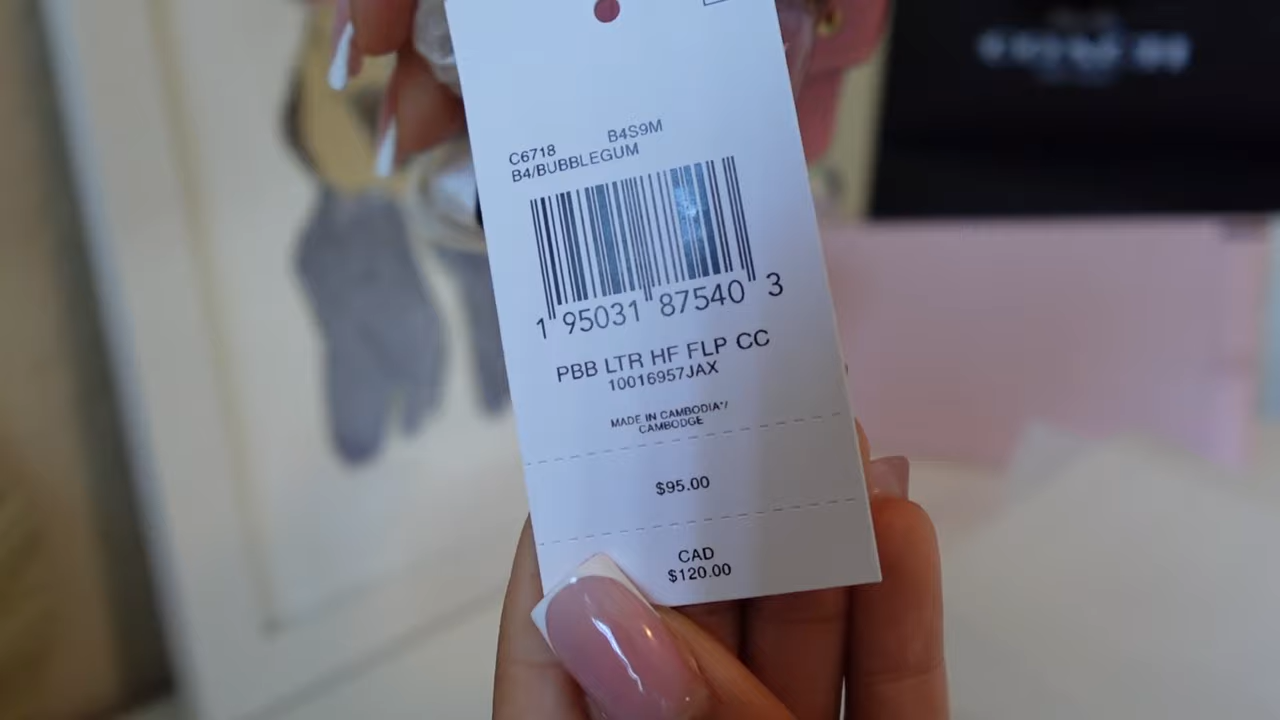 COACH
C6718 B4S9M
B4/BUBBLEGUM
1 95031 87540 3
PBB LTR HF FLP CC
10016957JAX
MADE IN CAMBODIA*/
CAMBODGE
$95.00
CAD
$120.00